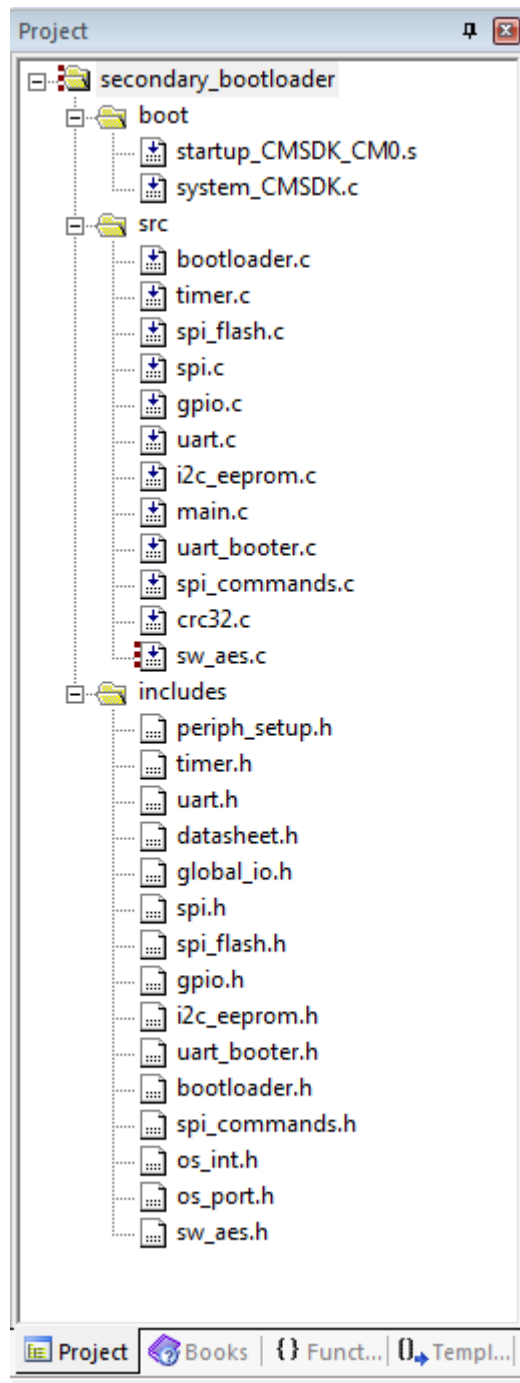 Project
secondary_bootloader
boot
startup_CMSDK_CM0.s
system_CMSDK.c
src
bootloader.c
timer.c
spi_flash.c
spi.c
gpio.c
uart.c
i2c_eeprom.c
main.c
uart_booter.c
spi_commands.c
crc32.c
sw_aes.c
includes
periph_setup.h
timer.h
uart.h
datasheet.h
global_io.h
spi.h
spi_flash.h
gpio.h
i2c_eeprom.h
uart_booter.h
bootloader.h
spi_commands.h
os_int.h
os_port.h
sw_aes.h
Project Books {} Funct... 0 Templ...